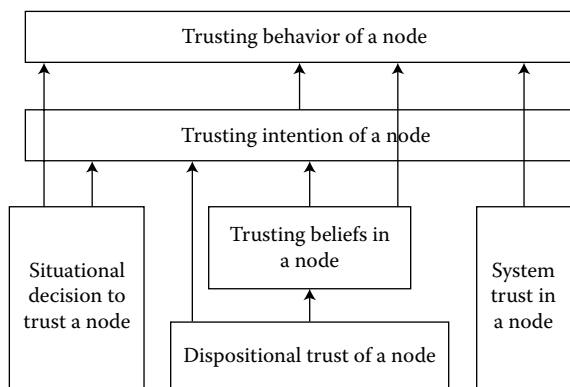 Trusting behavior of a node
Trusting intention of a node
Situational
decision to
trust a node
Trusting beliefs in
a node
System
trust in
a node
Dispositional trust of a node